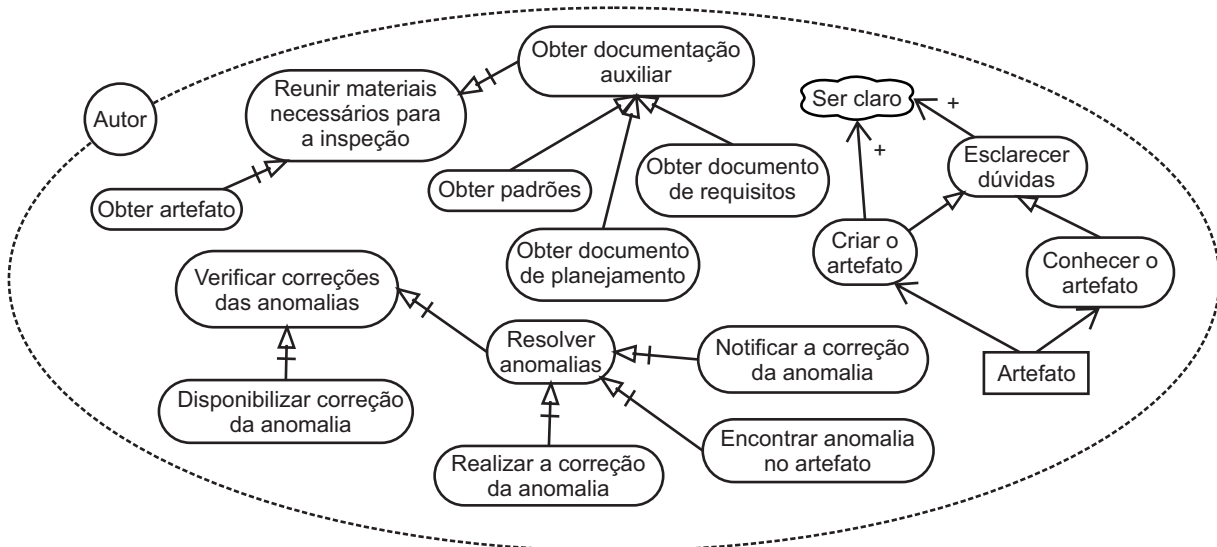 Autor
Reunir materiais
necessários para
a inspeção
Obter documentação
auxiliar
Ser claro
+
+
Esclarecer
dúvidas
Obter artefato
Obter padrões
Obter documento
de requisitos
Obter documento
de planejamento
Criar o
artefato
Conhecer o
artefato
Verificar correções
das anomalias
Resolver
anomalias
Notificar a correção
da anomalia
Artefato
Disponibilizar correção
da anomalia
Realizar a correção
da anomalia
Encontrar anomalia
no artefato